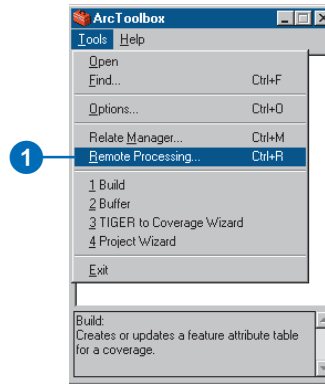 ArcToolbox
Tools Help
Open
Find... Ctrl+F
Options... Ctrl+O
Relate Manager... Ctrl+M
1 Remote Processing... Ctrl+R
1 Build
2 Buffer
3 TIGER to Coverage Wizard
4 Project Wizard
Exit
Build:
Creates or updates a feature attribute table
for a coverage.